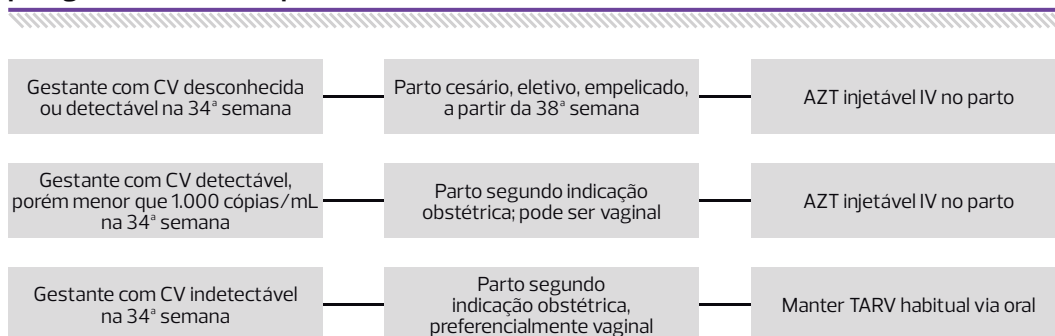 Gestante com CV desconhecida
ou detectável na 34ª semana
Parto cesário, eletivo, empelicado,
a partir da 38ª semana
AZT injetável IV no parto
Gestante com CV detectável,
porém menor que 1.000 cópias/mL
na 34ª semana
Parto segundo indicação
obstétrica; pode ser vaginal
AZT injetável IV no parto
Gestante com CV indetectável
na 34ª semana
Parto segundo
indicação obstétrica,
preferencialmente vaginal
Manter TARV habitual via oral